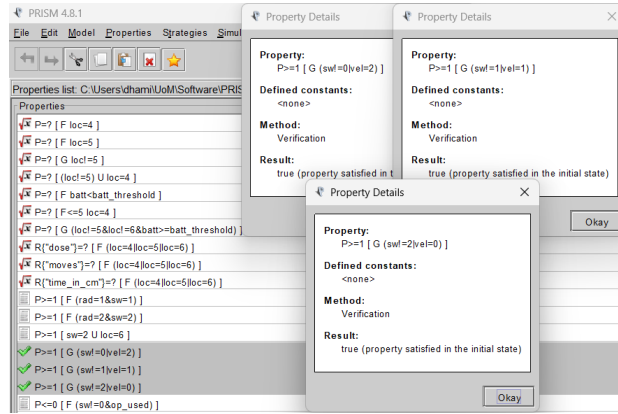 PRISM 4.8.1
File Edit Model Properties Strategies Simul
Properties list: C:\Users\dhami\UoM\Software\PRIS
Properties
P=? [ F loc=4 ]
P=? [ F loc=5 ]
P=? [ G loc!=5 ]
P=? [ (loc!=5) U loc=4 ]
P=? [ F batt<batt_threshold ]
P=? [ F<=5 loc=4 ]
P=? [ G (loc!=5&loc!=6&batt>=batt_threshold) ]
R{"dose"}=? [ F (loc=4|loc=5|loc=6) ]
R{"moves"}=? [ F (loc=4|loc=5|loc=6) ]
R{"time_in_cm"}=? [ F (loc=4|loc=5|loc=6) ]
P>=1 [ F (rad=1&sw=1) ]
P>=1 [ F (rad=2&sw=2) ]
P>=1 [ sw=2 U loc=6 ]
P>=1 [ G (sw!=0|vel=2) ]
P>=1 [ G (sw!=1|vel=1) ]
P>=1 [ G (sw!=2|vel=0) ]
P<=0 [ F (sw!=0&op_used) ]
Property Details
Property:
P>=1 [ G (sw!=0|vel=2) ]
Defined constants:
<none>
Method:
Verification
Result:
true (property satisfied in t
Property Details
Property:
P>=1 [ G (sw!=1|vel=1) ]
Defined constants:
<none>
Method:
Verification
Result:
true (property satisfied in the initial state)
Okay
Property Details
Property:
P>=1 [ G (sw!=2|vel=0) ]
Defined constants:
<none>
Method:
Verification
Result:
true (property satisfied in the initial state)
Okay